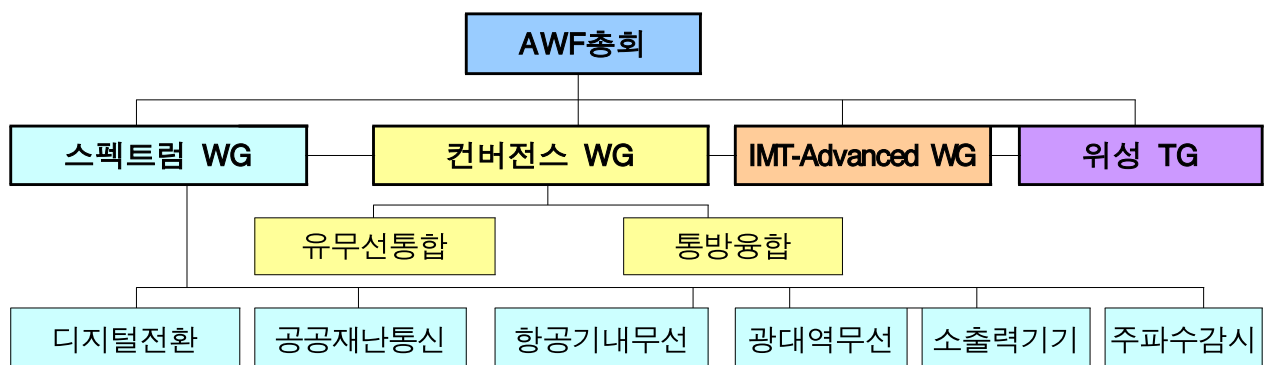 AWF총회
스펙트럼 WG
컨버전스 WG
IMT-Advanced WG
위성 TG
유무선통합
통방융합
디지털전환
공공재난통신
항공기내무선
광대역무선
소출력기기
주파수감시